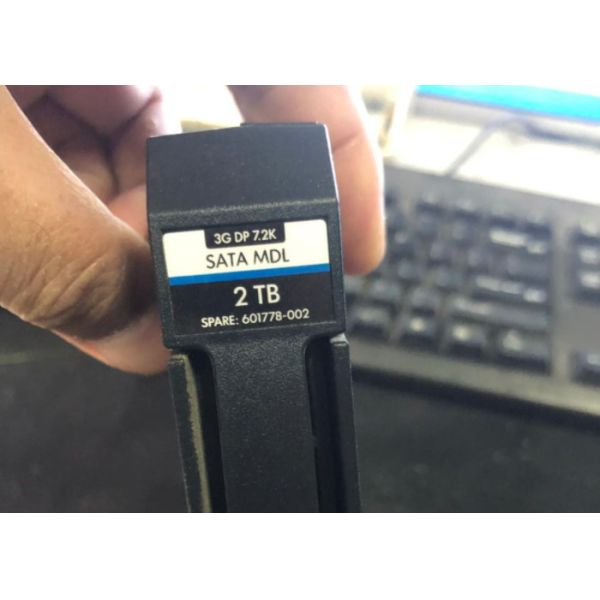 3G DP 7.2K
SATA MDL
2 TB
SPARE: 601778-002